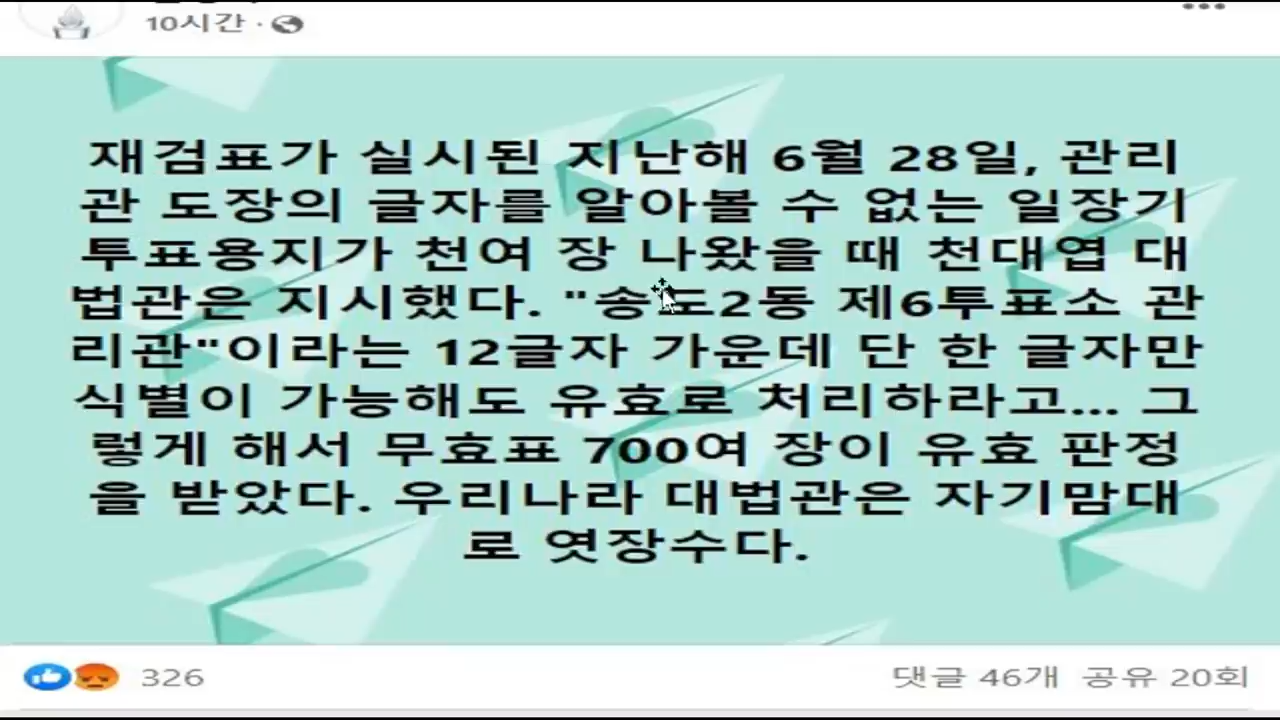 10시간 ·
재검표가 실시된 지난해 6월 28일, 관리
관 도장의 글자를 알아볼 수 없는 일장기
투표용지가 천여 장 나왔을 때 천대엽 대
법관은 지시했다. "송도2동 제6투표소 관
리관"이라는 12글자 가운데 단 한 글자만
식별이 가능해도 유효로 처리하라고... 그
렇게 해서 무효표 700여 장이 유효 판정
을 받았다. 우리나라 대법관은 자기맘대
로 엿장수다.
326
댓글 46개 공유 20회